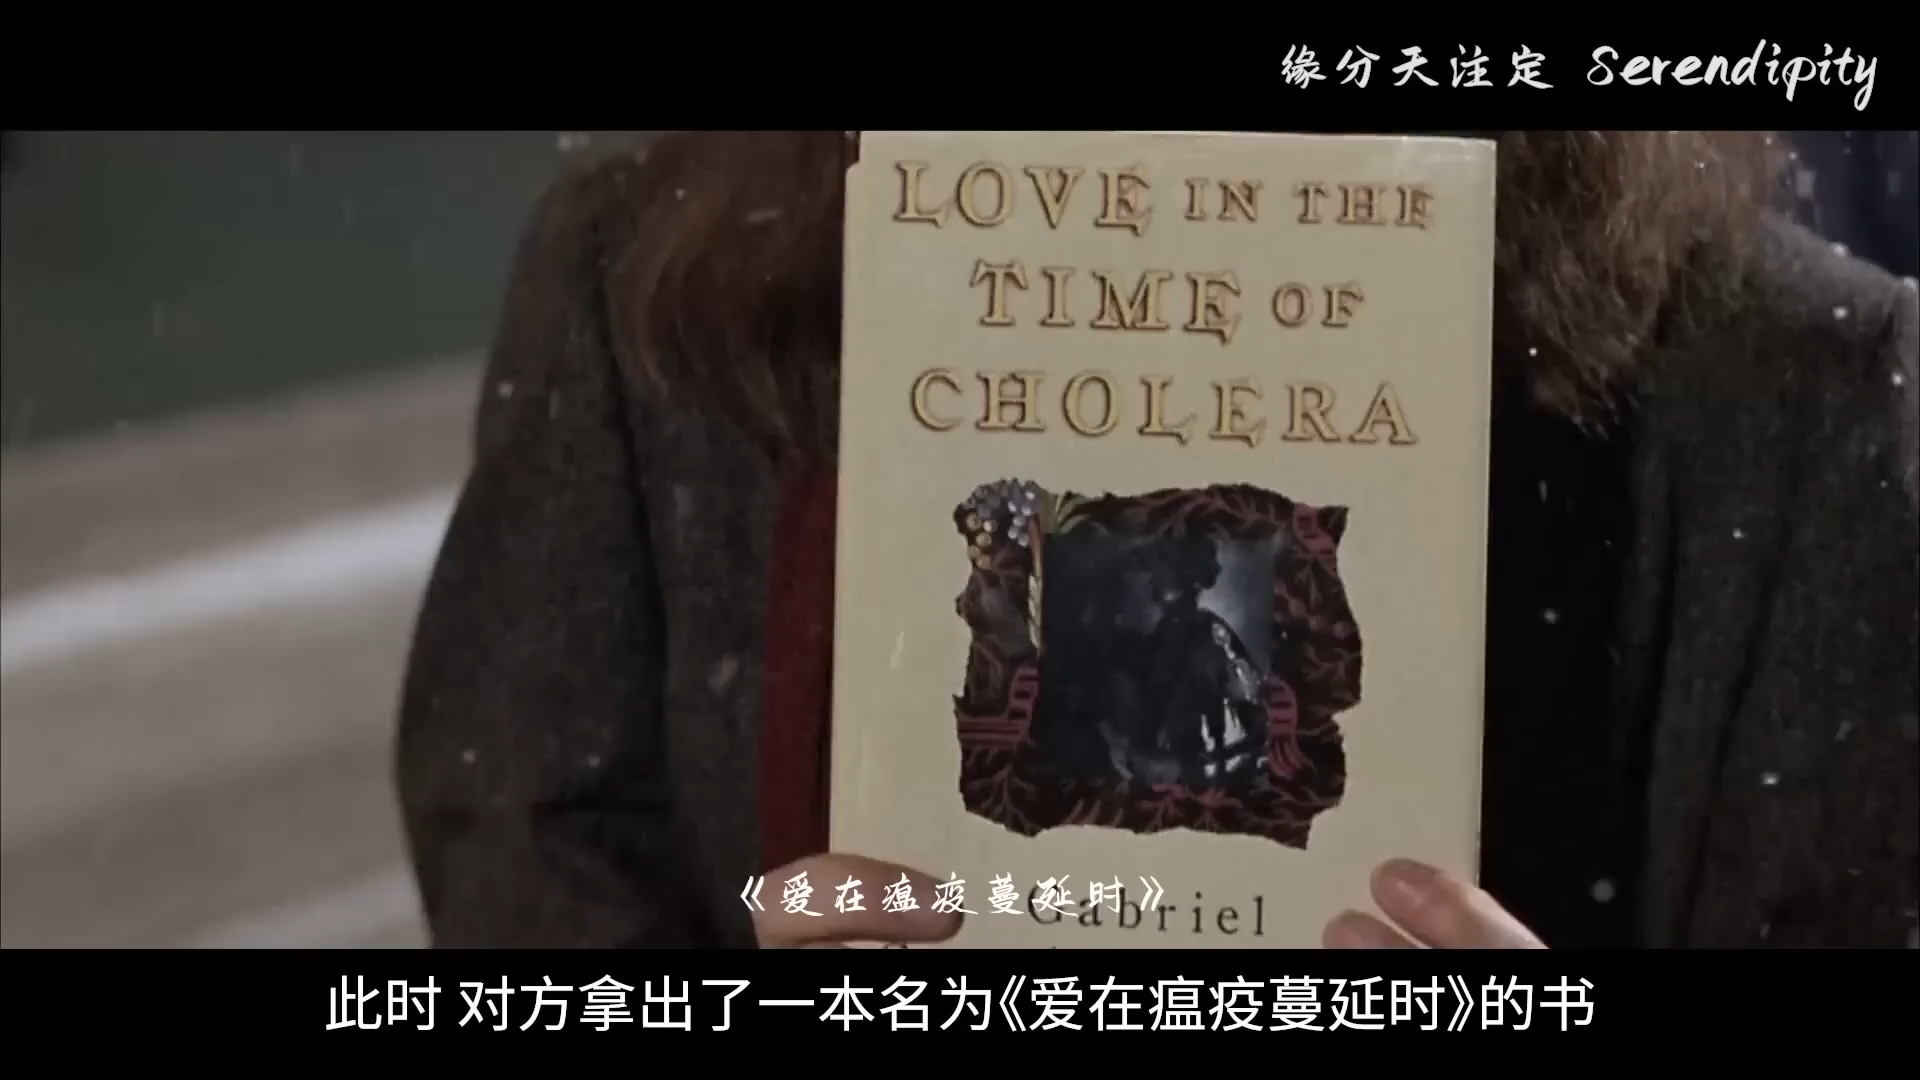 缘分天注定 Serendipity
LOVE IN THE
TIME OF
CHOLERA
Gabriel
《爱在瘟疫蔓延时》
此时 对方拿出了一本名为《爱在瘟疫蔓延时》的书